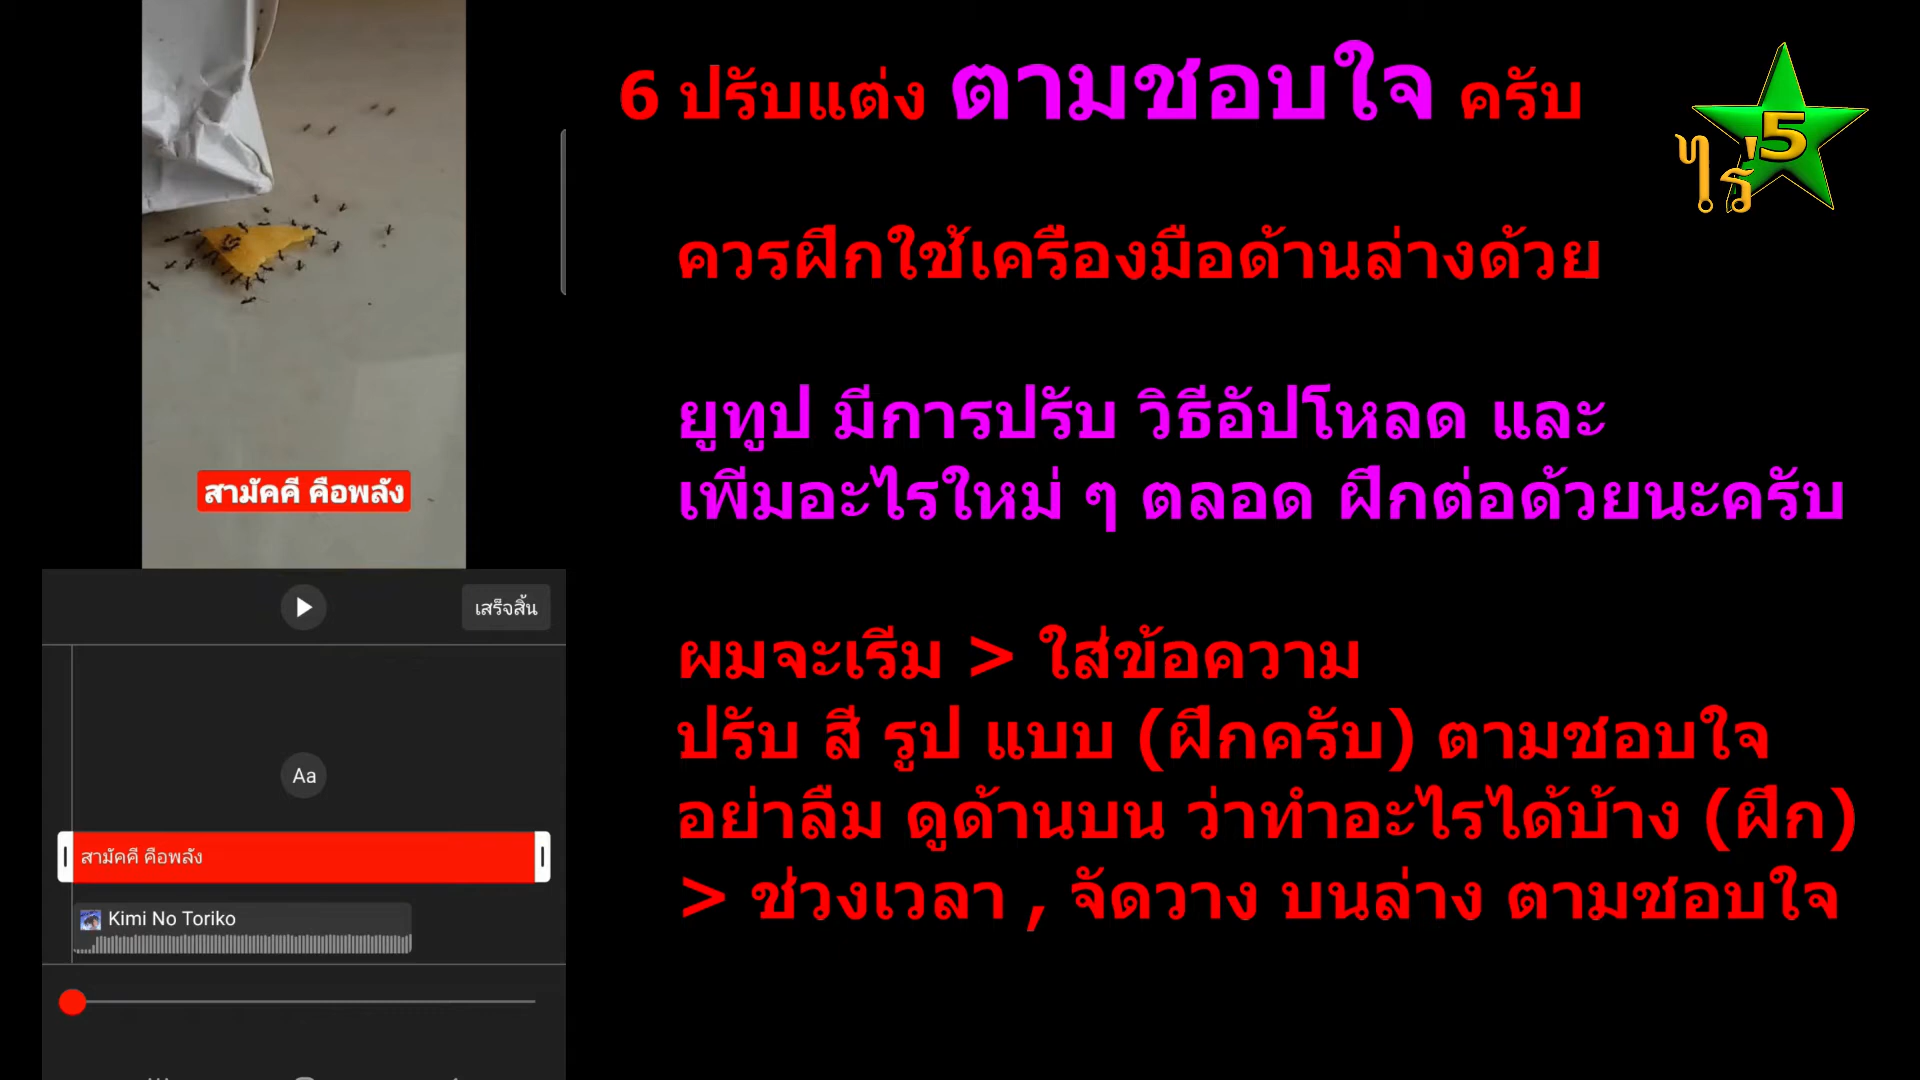 6 ปรับแต่ง ตามชอบใจ ครับ
5
ไร่
ควรฝึกใช้เครื่องมือด้านล่างด้วย
ยูทูป มีการปรับ วิธีอัปโหลด และ
เพิ่มอะไรใหม่ ๆ ตลอด ฝึกต่อด้วยนะครับ
ผมจะเริ่ม > ใส่ข้อความ
ปรับ สี รูป แบบ (ฝึกครับ) ตามชอบใจ
อย่าลืม ดูด้านบน ว่าทำอะไรได้บ้าง (ฝึก)
> ช่วงเวลา , จัดวาง บนล่าง ตามชอบใจ
สามัคคี คือพลัง
เสร็จสิ้น
Aa
สามัคคี คือพลัง
Kimi No Toriko